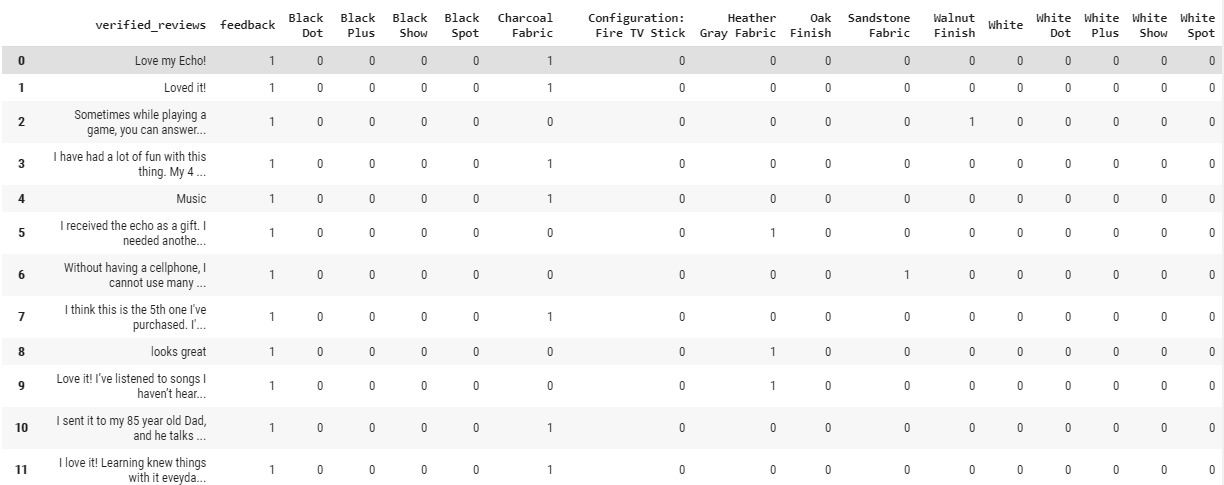 verified_reviews feedback Black Dot Black Plus Black Show Black Spot Charcoal Fabric Configuration: Fire TV Stick Heather Gray Fabric Oak Finish Sandstone Fabric Walnut Finish White White Dot White Plus White Show White Spot
0 Love my Echo! 1 0 0 0 0 1 0 0 0 0 0 0 0 0 0 0
1 Loved it! 1 0 0 0 0 1 0 0 0 0 0 0 0 0 0 0
2 Sometimes while playing a game, you can answer... 1 0 0 0 0 0 0 0 0 0 1 0 0 0 0 0
3 I have had a lot of fun with this thing. My 4 ... 1 0 0 0 0 1 0 0 0 0 0 0 0 0 0 0
4 Music 1 0 0 0 0 1 0 0 0 0 0 0 0 0 0 0
5 I received the echo as a gift. I needed anothe... 1 0 0 0 0 0 0 1 0 0 0 0 0 0 0 0
6 Without having a cellphone, I cannot use many ... 1 0 0 0 0 0 0 0 0 1 0 0 0 0 0 0
7 I think this is the 5th one I've purchased. I'... 1 0 0 0 0 1 0 0 0 0 0 0 0 0 0 0
8 looks great 1 0 0 0 0 0 0 1 0 0 0 0 0 0 0 0
9 Love it! I've listened to songs I haven't hear... 1 0 0 0 0 0 0 1 0 0 0 0 0 0 0 0
10 I sent it to my 85 year old Dad, and he talks ... 1 0 0 0 0 1 0 0 0 0 0 0 0 0 0 0
11 I love it! Learning knew things with it eveyda... 1 0 0 0 0 1 0 0 0 0 0 0 0 0 0 0